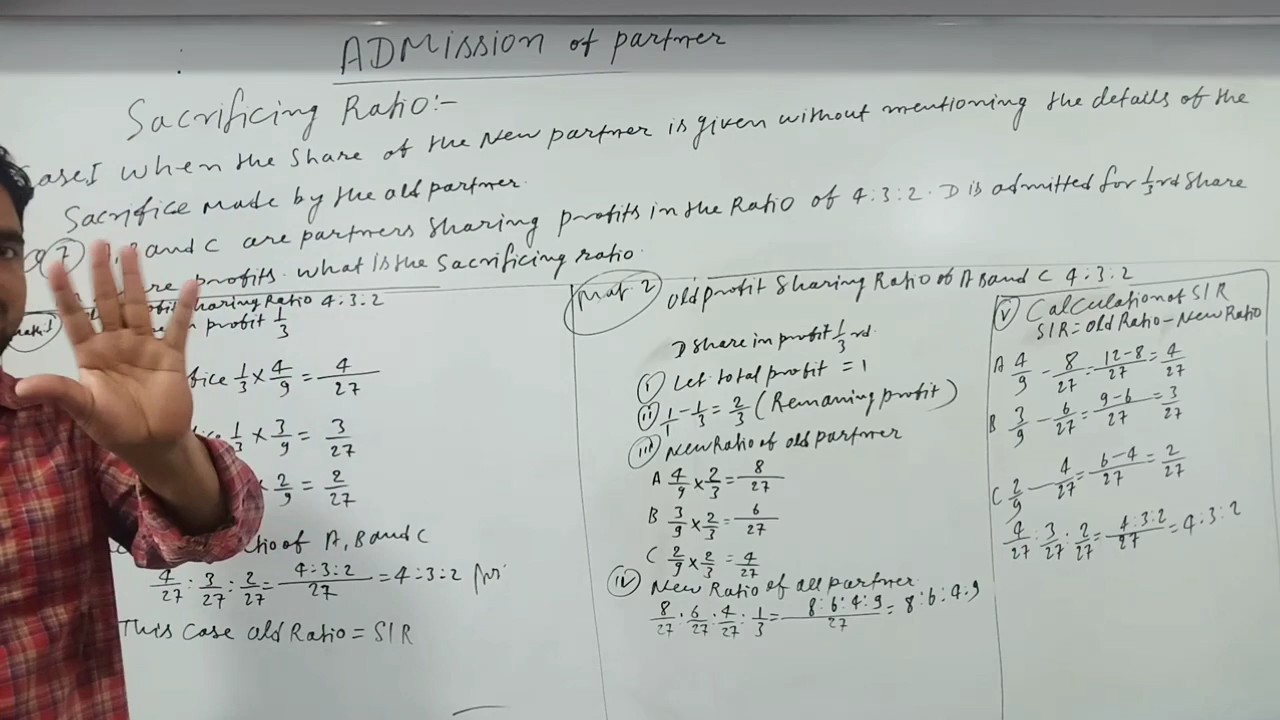 ADMission of partner
Sacrificing Ratio:-
Case I when the Share of the New partner is given without mentioning the details of the
Sacrifice made by the old partner.
Q 7 B and C are partners Sharing profits in the Ratio of 4:3:2. D is admitted for 1/3 rd Share
profits. what is the Sacrificing ratio.
Sharing Ratio 4:3:2
in profit 1/3
1/3 × 4/9 = 4/27
1/3 × 3/9 = 3/27
× 2/9 = 2/27
of A, B and C
4/27 : 3/27 : 2/27 = 4:3:2/27 = 4:3:2
This Case old Ratio = S/R
old profit Sharing Ratio of A B and C 4:3:2
D Share in profit 1/3 rd.
(i) Let total profit = 1
(ii) 1/1 - 1/3 = 2/3 (Remaning profit)
(iii) New Ratio of old partner
A 4/9 × 2/3 = 8/27
B 3/9 × 2/3 = 6/27
C 2/9 × 2/3 = 4/27
(iv) New Ratio of all partner
8/27 : 6/27 : 4/27 : 1/3 = 8:6:4:9/27 = 8:6:4:9
(v) Calculation of S/R
S/R = old Ratio - New Ratio
A 4/9 - 8/27 = 12-8/27 = 4/27
B 3/9 - 6/27 = 9-6/27 = 3/27
C 2/9 - 4/27 = 6-4/27 = 2/27
4/27 : 3/27 : 2/27 = 4:3:2/27 = 4:3:2